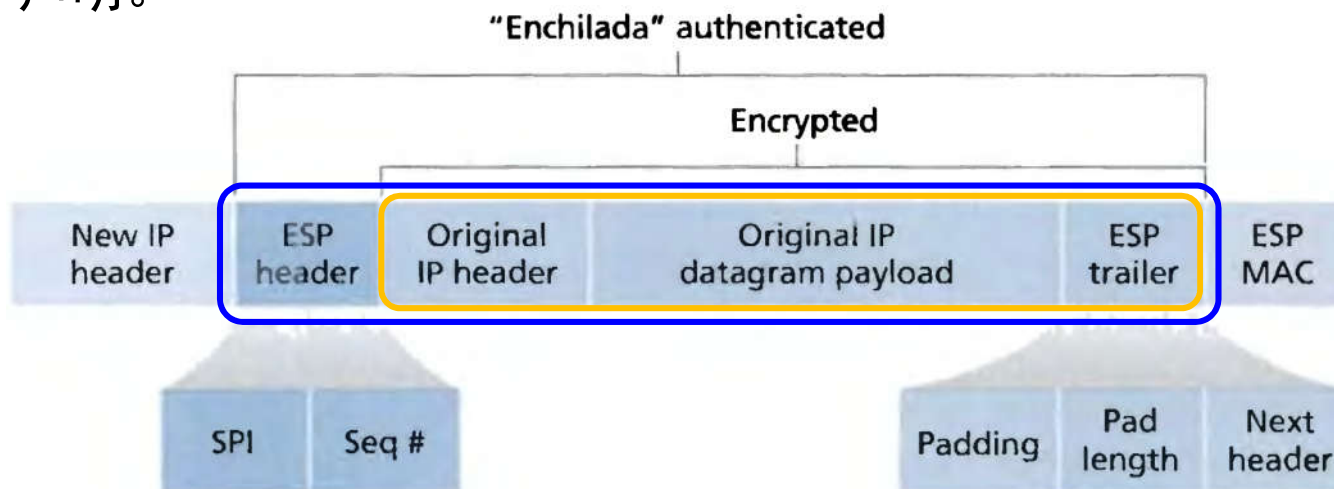 “Enchilada” authenticated
Encrypted
New IP
header
ESP
header
Original
IP header
Original IP
datagram payload
ESP
trailer
ESP
MAC
SPI
Seq #
Padding
Pad
length
Next
header